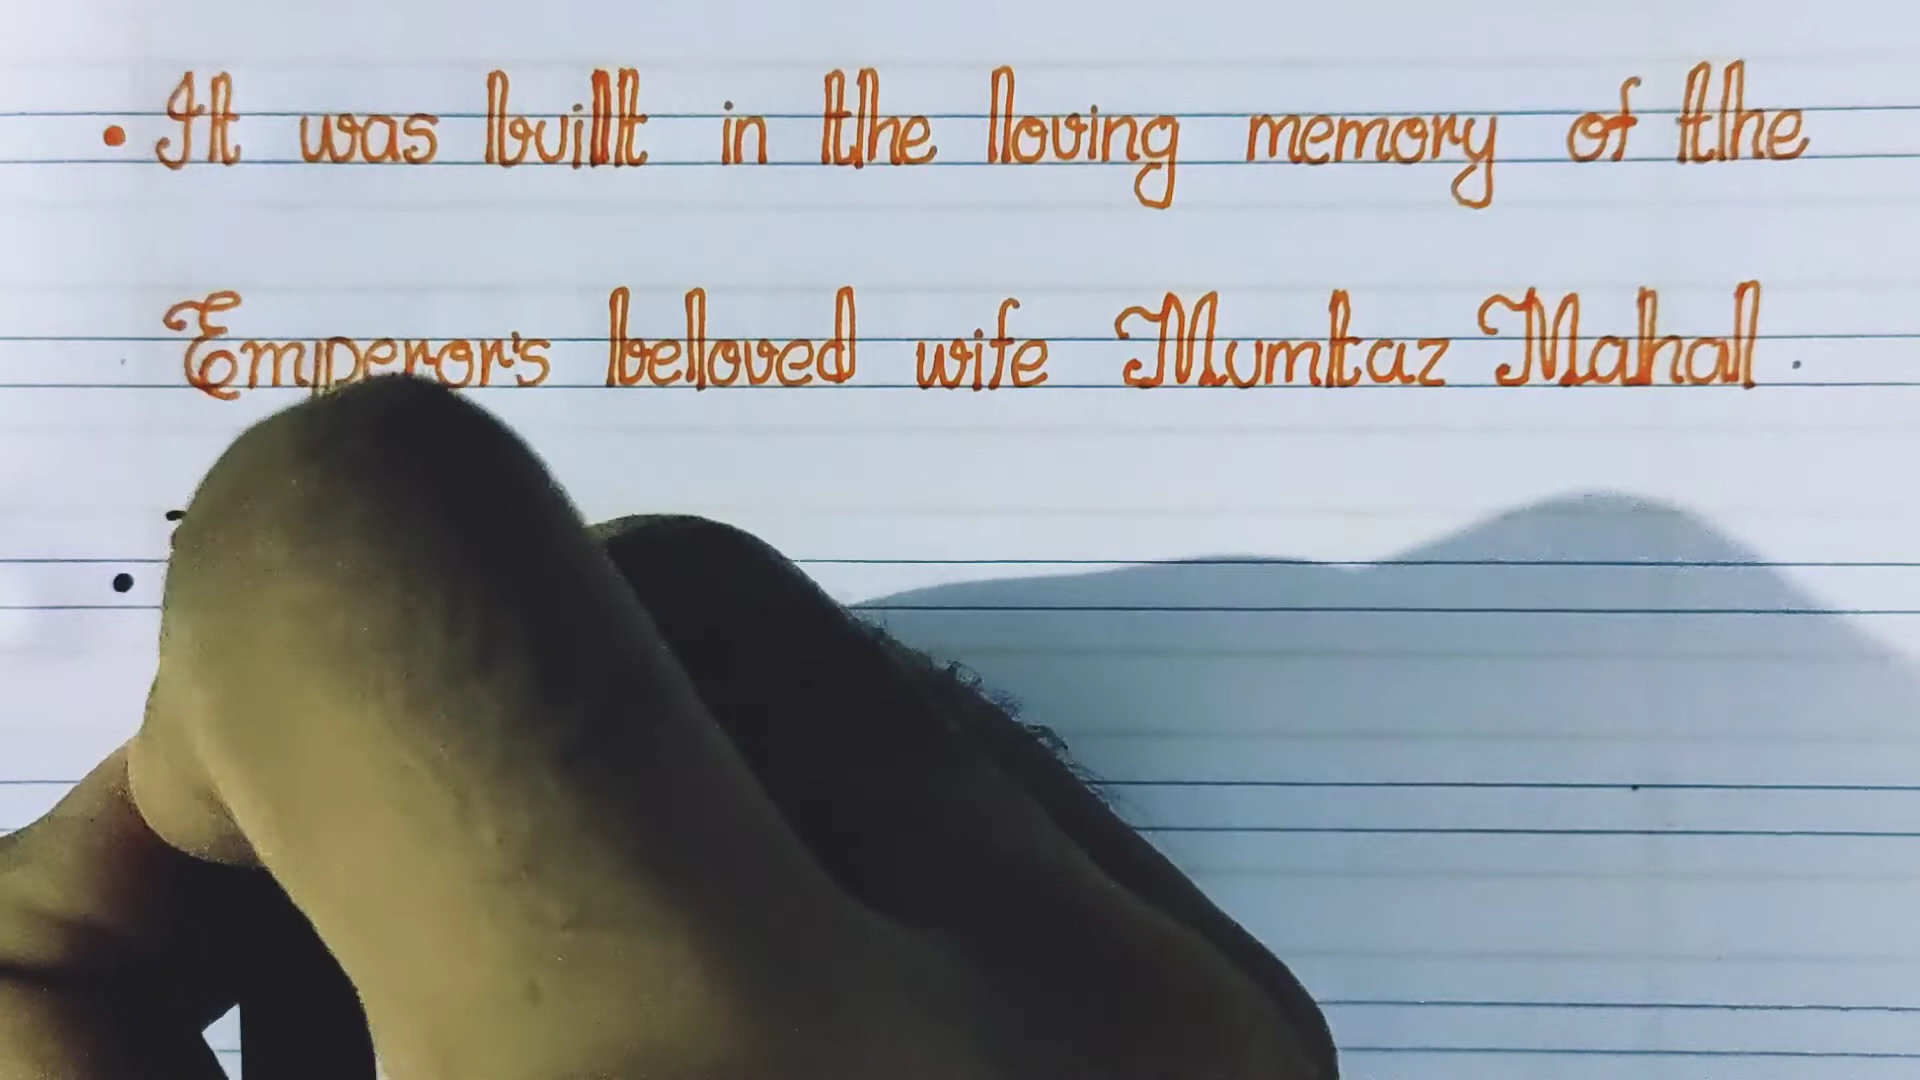 • It was built in the loving memory of the
Emperor's beloved wife Mumtaz Mahal.
•